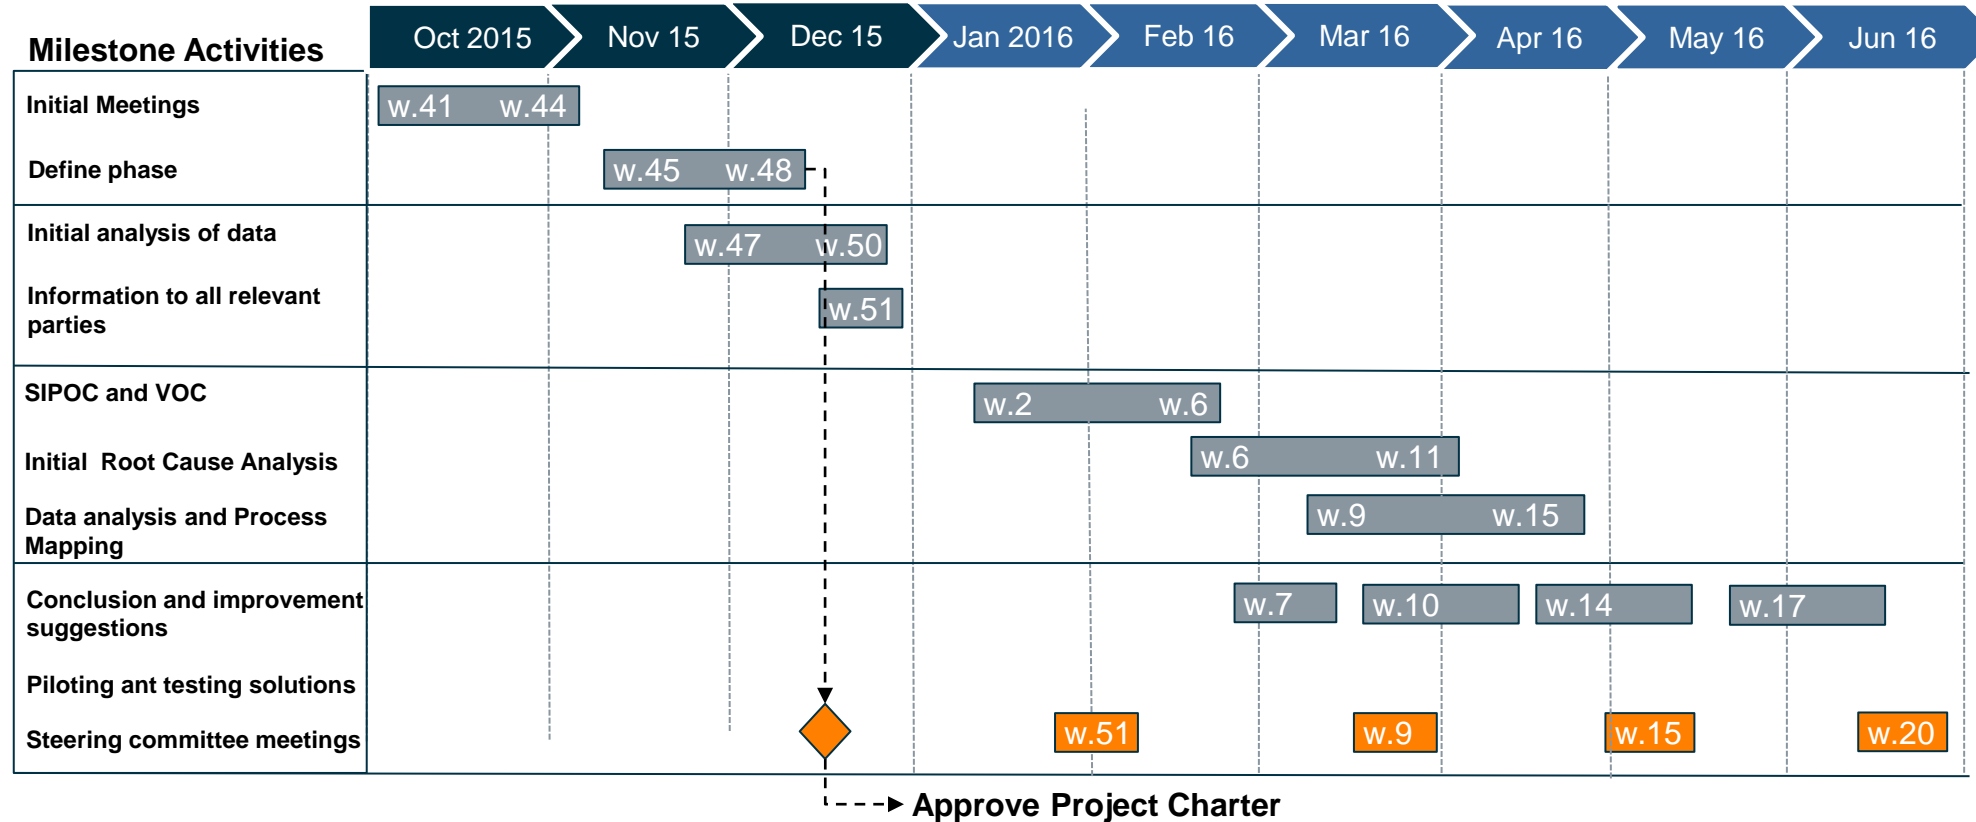 Milestone Activities
Oct 2015
Nov 15
Dec 15
Jan 2016
Feb 16
Mar 16
Apr 16
May 16
Jun 16
Initial Meetings
w.41
w.44
Define phase
w.45
w.48
Initial analysis of data
w.47
w.50
Information to all relevant
parties
w.51
SIPOC and VOC
w.2
w.6
Initial Root Cause Analysis
w.6
w.11
Data analysis and Process
Mapping
w.9
w.15
Conclusion and improvement
suggestions
w.7
w.10
w.14
w.17
Piloting ant testing solutions
Steering committee meetings
w.51
w.9
w.15
w.20
Approve Project Charter